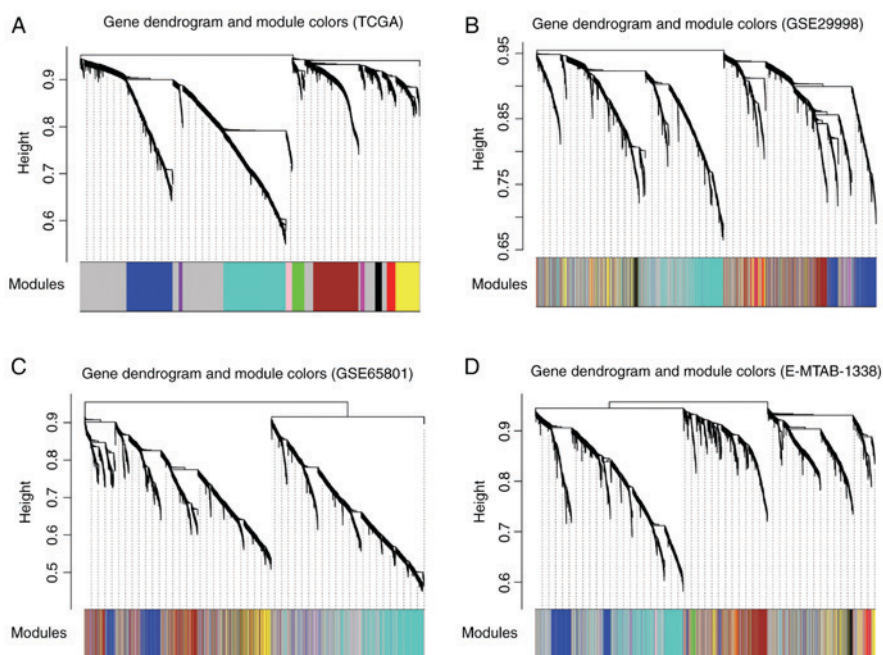 A
Gene dendrogram and module colors (TCGA)
Height
0.9
0.8
0.7
0.6
Modules
B
Gene dendrogram and module colors (GSE29998)
Height
0.95
0.85
0.75
0.65
Modules
C
Gene dendrogram and module colors (GSE65801)
Height
0.9
0.8
0.7
0.6
0.5
Modules
D
Gene dendrogram and module colors (E-MTAB-1338)
Height
0.9
0.8
0.7
0.6
Modules